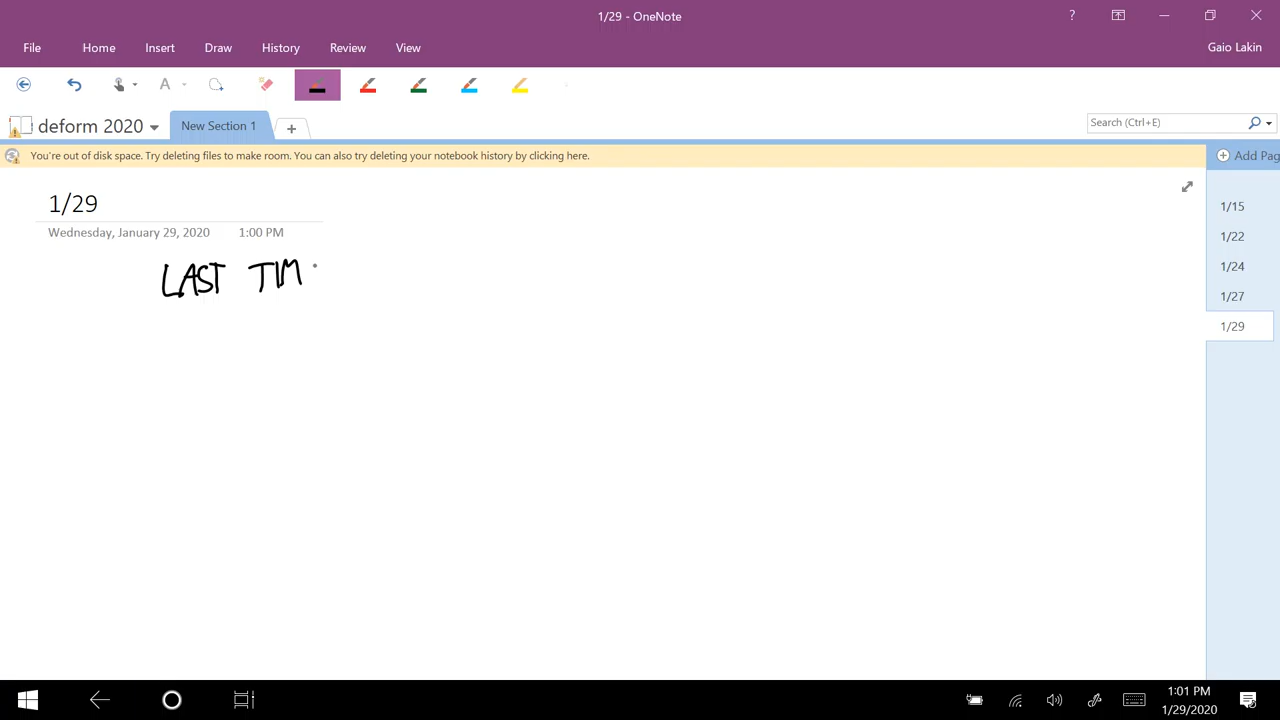 1/29 - OneNote
?
File Home Insert Draw History Review View
Gaio Lakin
A
deform 2020
New Section 1
+
Search (Ctrl+E)
You're out of disk space. Try deleting files to make room. You can also try deleting your notebook history by clicking here.
Add Pag
1/29
Wednesday, January 29, 2020 1:00 PM
LAST TIM
1/15
1/22
1/24
1/27
1/29
1:01 PM
1/29/2020